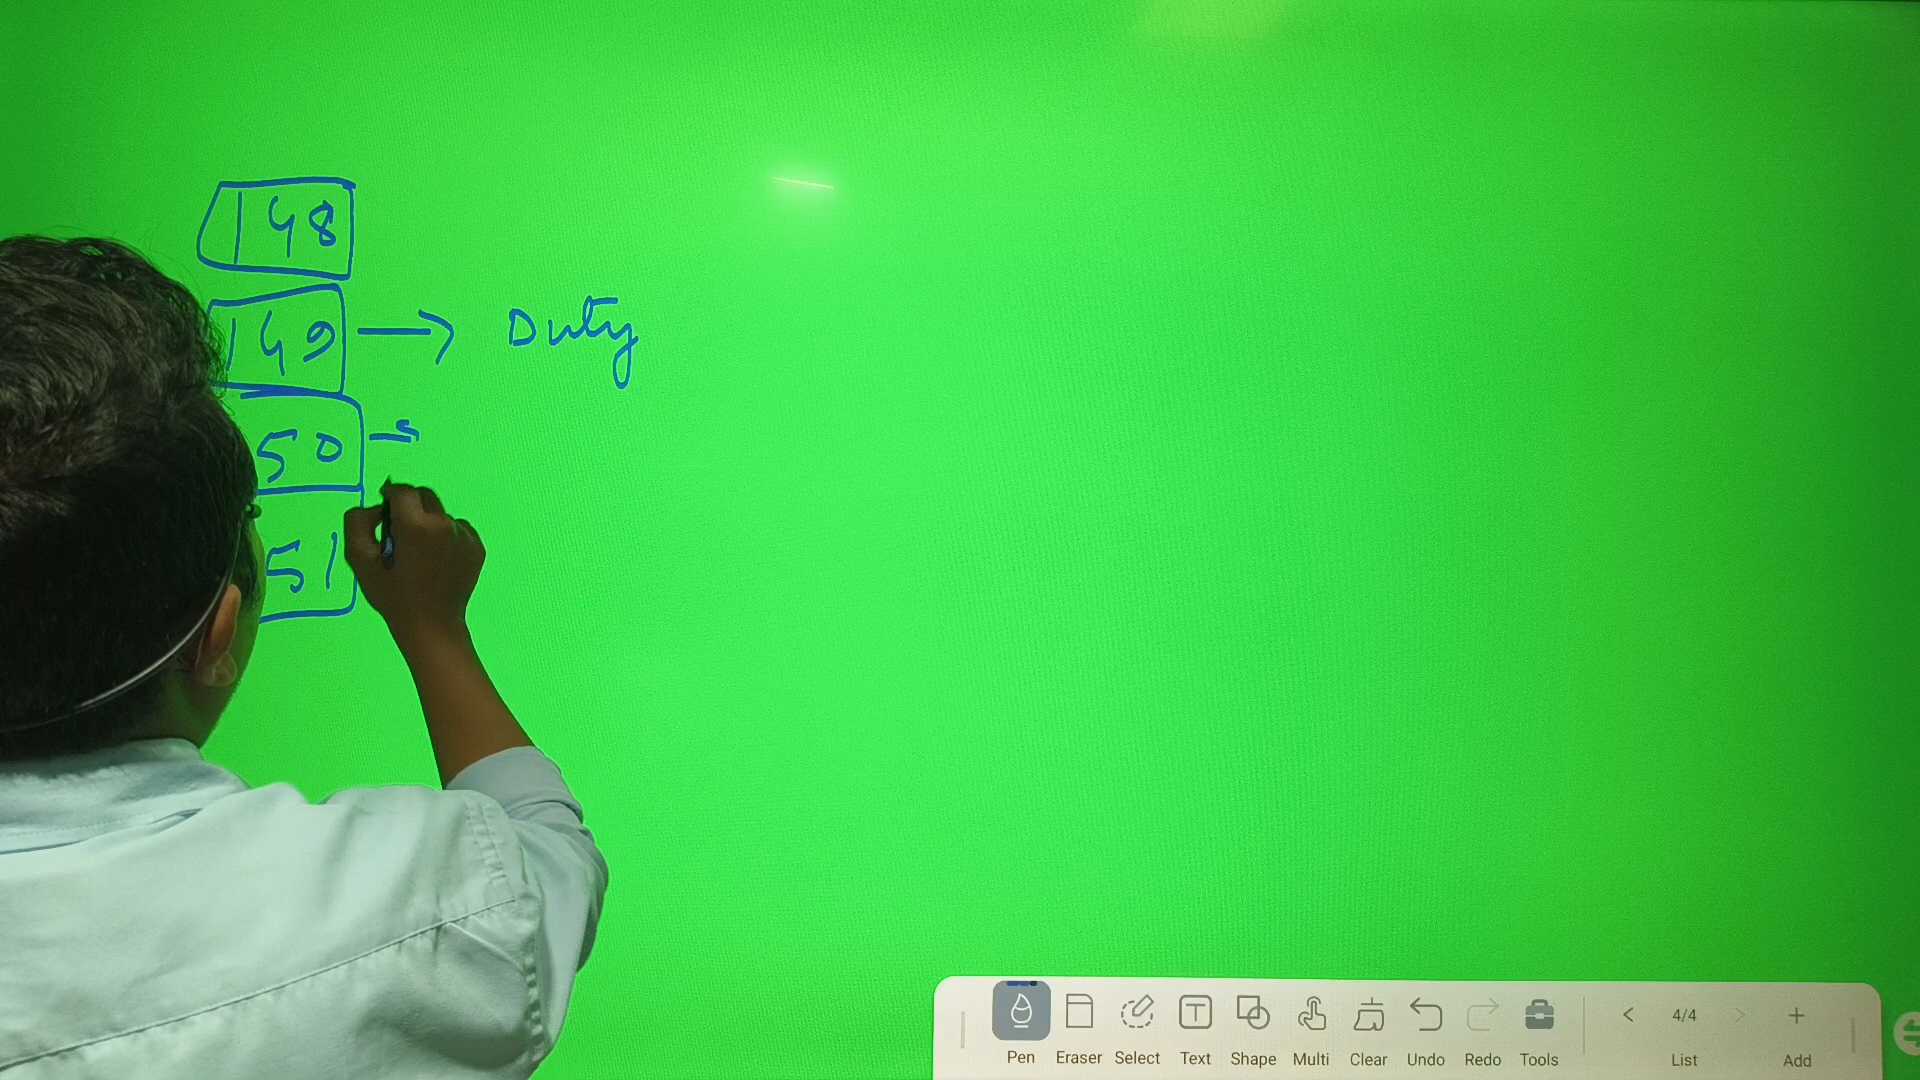 148
149 → Duty
50
51
Pen Eraser Select Text Shape Multi Clear Undo Redo Tools
4/4
List Add